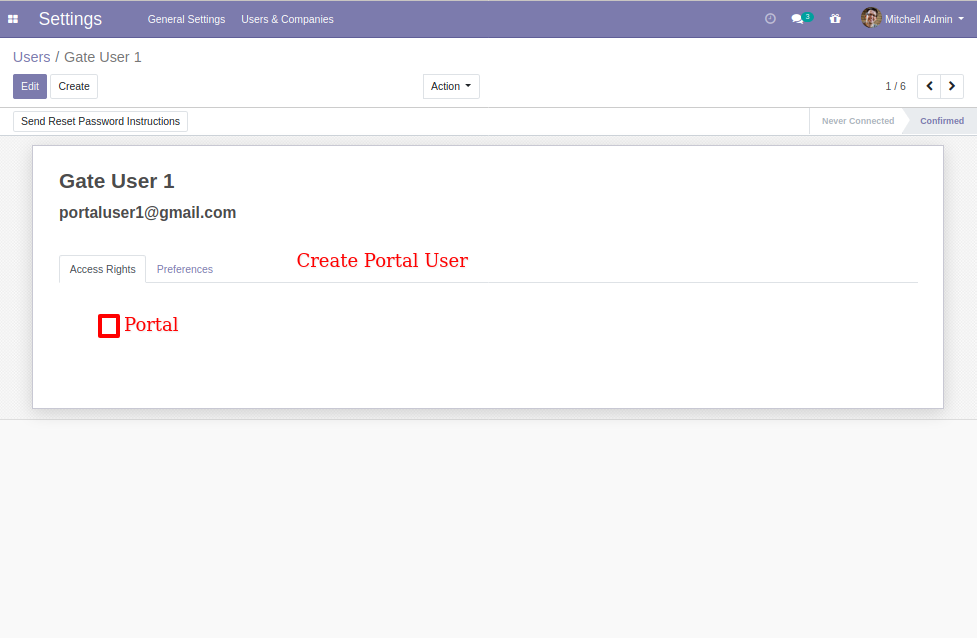 Settings General Settings Users & Companies 3 Mitchell Admin
Users / Gate User 1
Edit Create Action 1 / 6
Send Reset Password Instructions Never Connected Confirmed
Gate User 1
portaluser1@gmail.com
Create Portal User
Access Rights Preferences
Portal